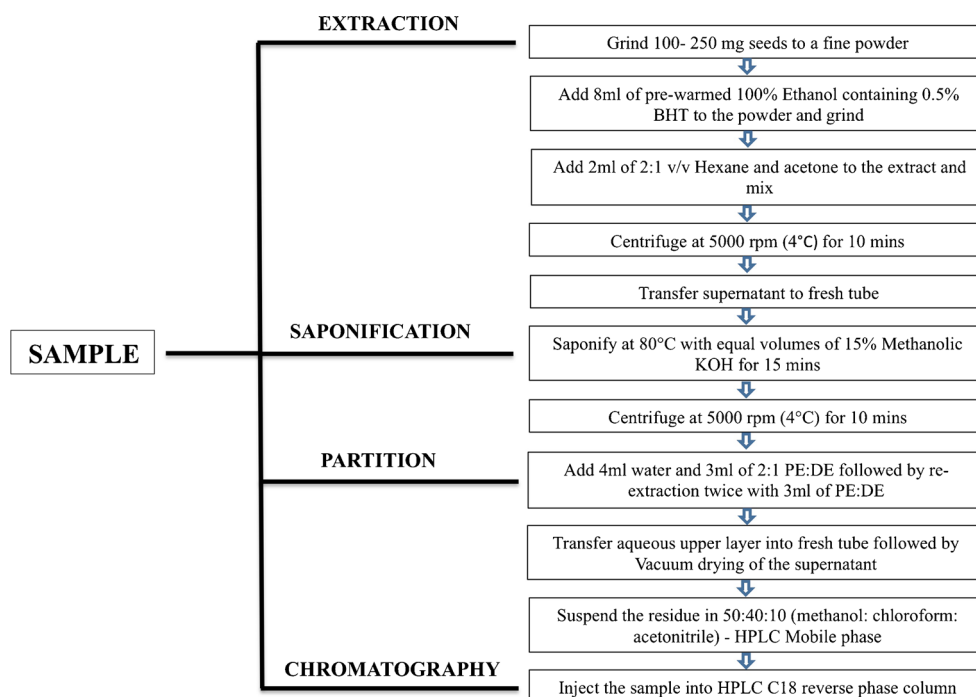 EXTRACTION
Grind 100- 250 mg seeds to a fine powder
Add 8ml of pre-warmed 100% Ethanol containing 0.5%
BHT to the powder and grind
Add 2ml of 2:1 v/v Hexane and acetone to the extract and
mix
Centrifuge at 5000 rpm (4°C) for 10 mins
Transfer supernatant to fresh tube
SAPONIFICATION
SAMPLE
Saponify at 80°C with equal volumes of 15% Methanolic
KOH for 15 mins
Centrifuge at 5000 rpm (4°C) for 10 mins
PARTITION
Add 4ml water and 3ml of 2:1 PE:DE followed by re-
extraction twice with 3ml of PE:DE
Transfer aqueous upper layer into fresh tube followed by
Vacuum drying of the supernatant
Suspend the residue in 50:40:10 (methanol: chloroform:
acetonitrile) - HPLC Mobile phase
CHROMATOGRAPHY
Inject the sample into HPLC C18 reverse phase column